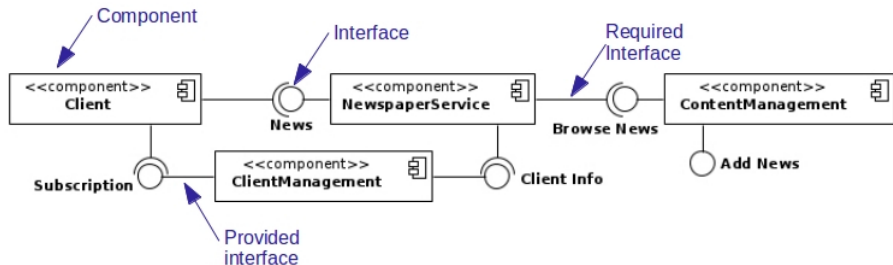 Component
Interface
Required
Interface
<<component>>
Client
News
<<component>>
NewspaperService
Browse News
<<component>>
ContentManagement
Subscription
<<component>>
ClientManagement
Client Info
Add News
Provided
interface